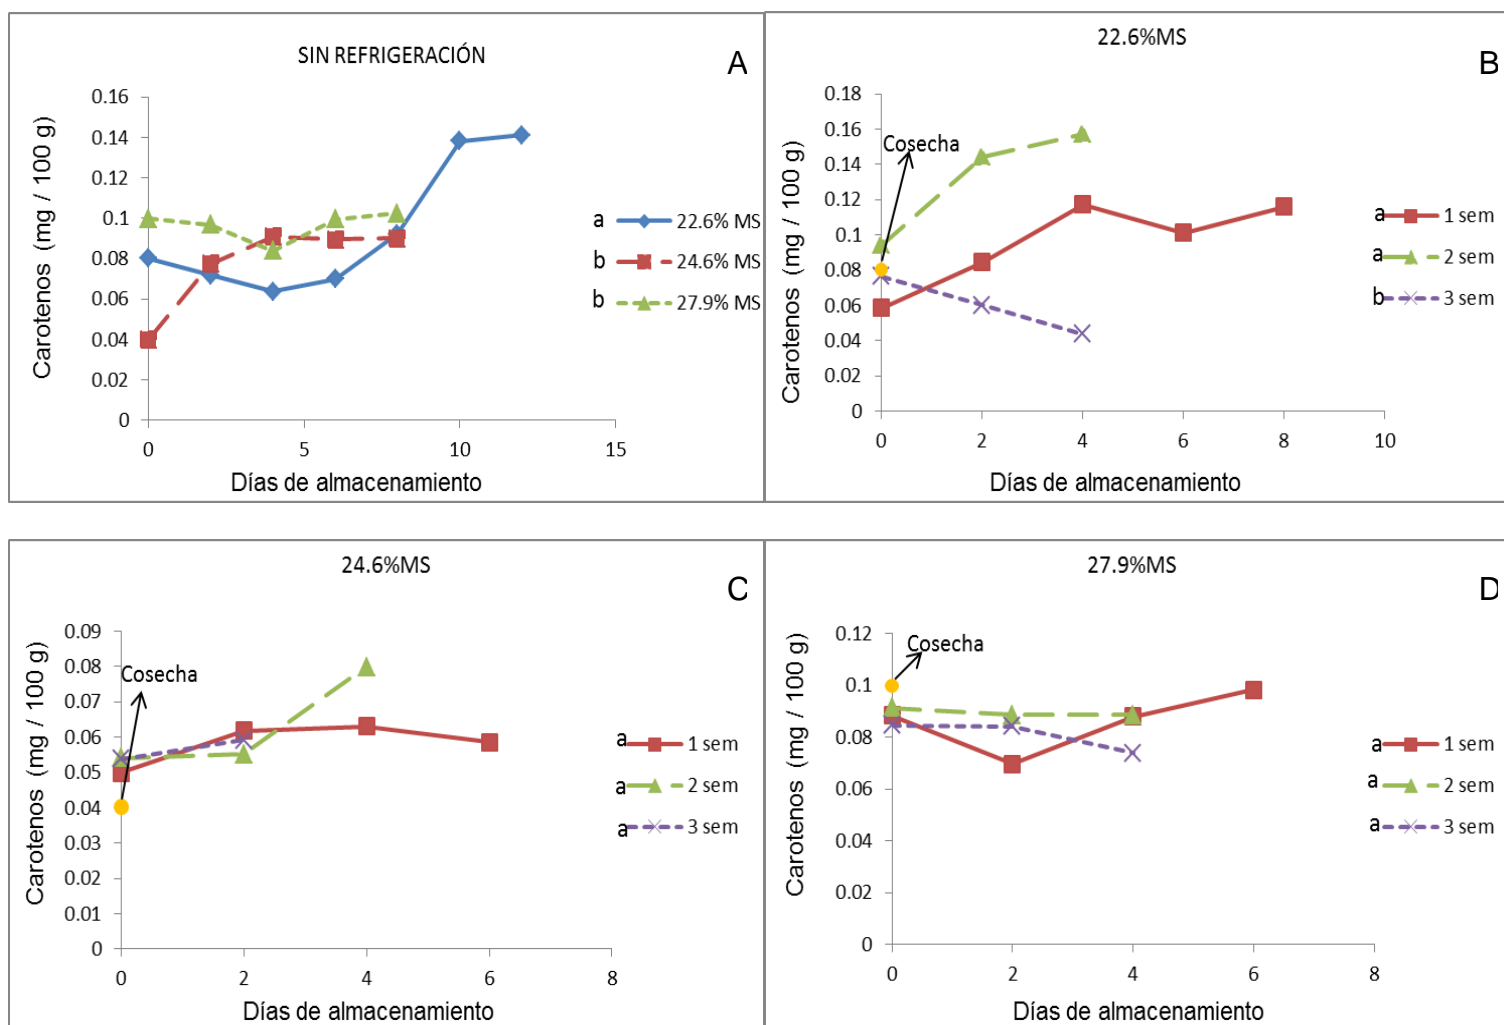 SIN REFRIGERACIÓN
A
Carotenos (mg / 100 g)
0.16
0.14
0.12
0.1
0.08
0.06
0.04
0.02
0
0
5
10
15
Días de almacenamiento
a 22.6% MS
b 24.6% MS
b 27.9% MS
22.6%MS
B
Carotenos (mg / 100 g)
0.18
0.16
0.14
0.12
0.1
0.08
0.06
0.04
0.02
0
Cosecha
0
2
4
6
8
10
Días de almacenamiento
a 1 sem
a 2 sem
b 3 sem
24.6%MS
C
Carotenos (mg / 100 g)
0.09
0.08
0.07
0.06
0.05
0.04
0.03
0.02
0.01
0
Cosecha
0
2
4
6
8
Días de almacenamiento
a 1 sem
a 2 sem
a 3 sem
27.9%MS
D
Carotenos (mg / 100 g)
0.12
0.1
0.08
0.06
0.04
0.02
0
Cosecha
0
2
4
6
8
Días de almacenamiento
a 1 sem
a 2 sem
a 3 sem